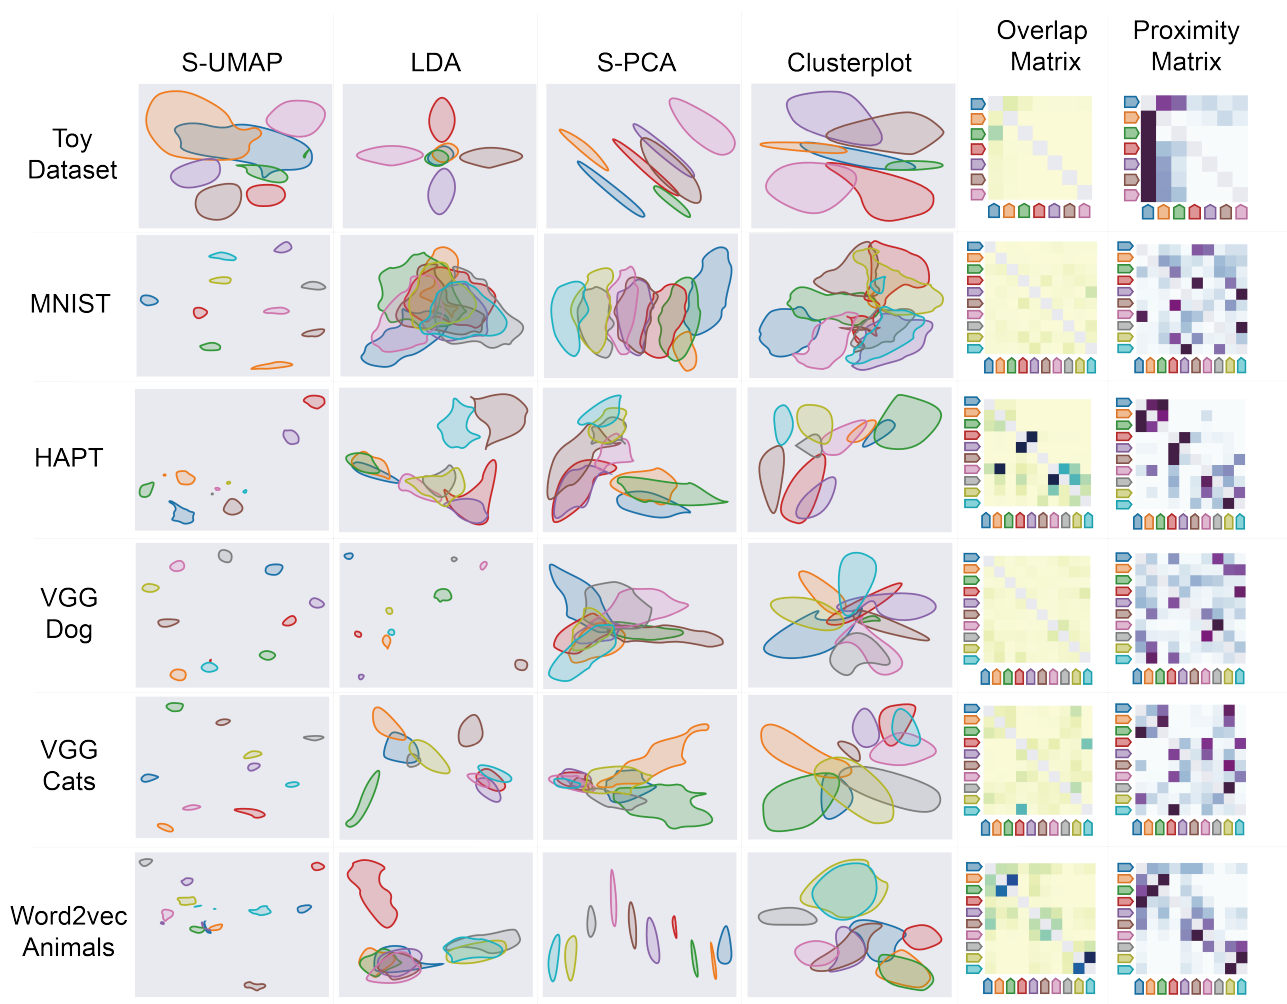 S-UMAP
LDA
S-PCA
Clusterplot
Overlap
Matrix
Proximity
Matrix
Toy
Dataset
MNIST
HAPT
VGG
Dog
VGG
Cats
Word2vec
Animals